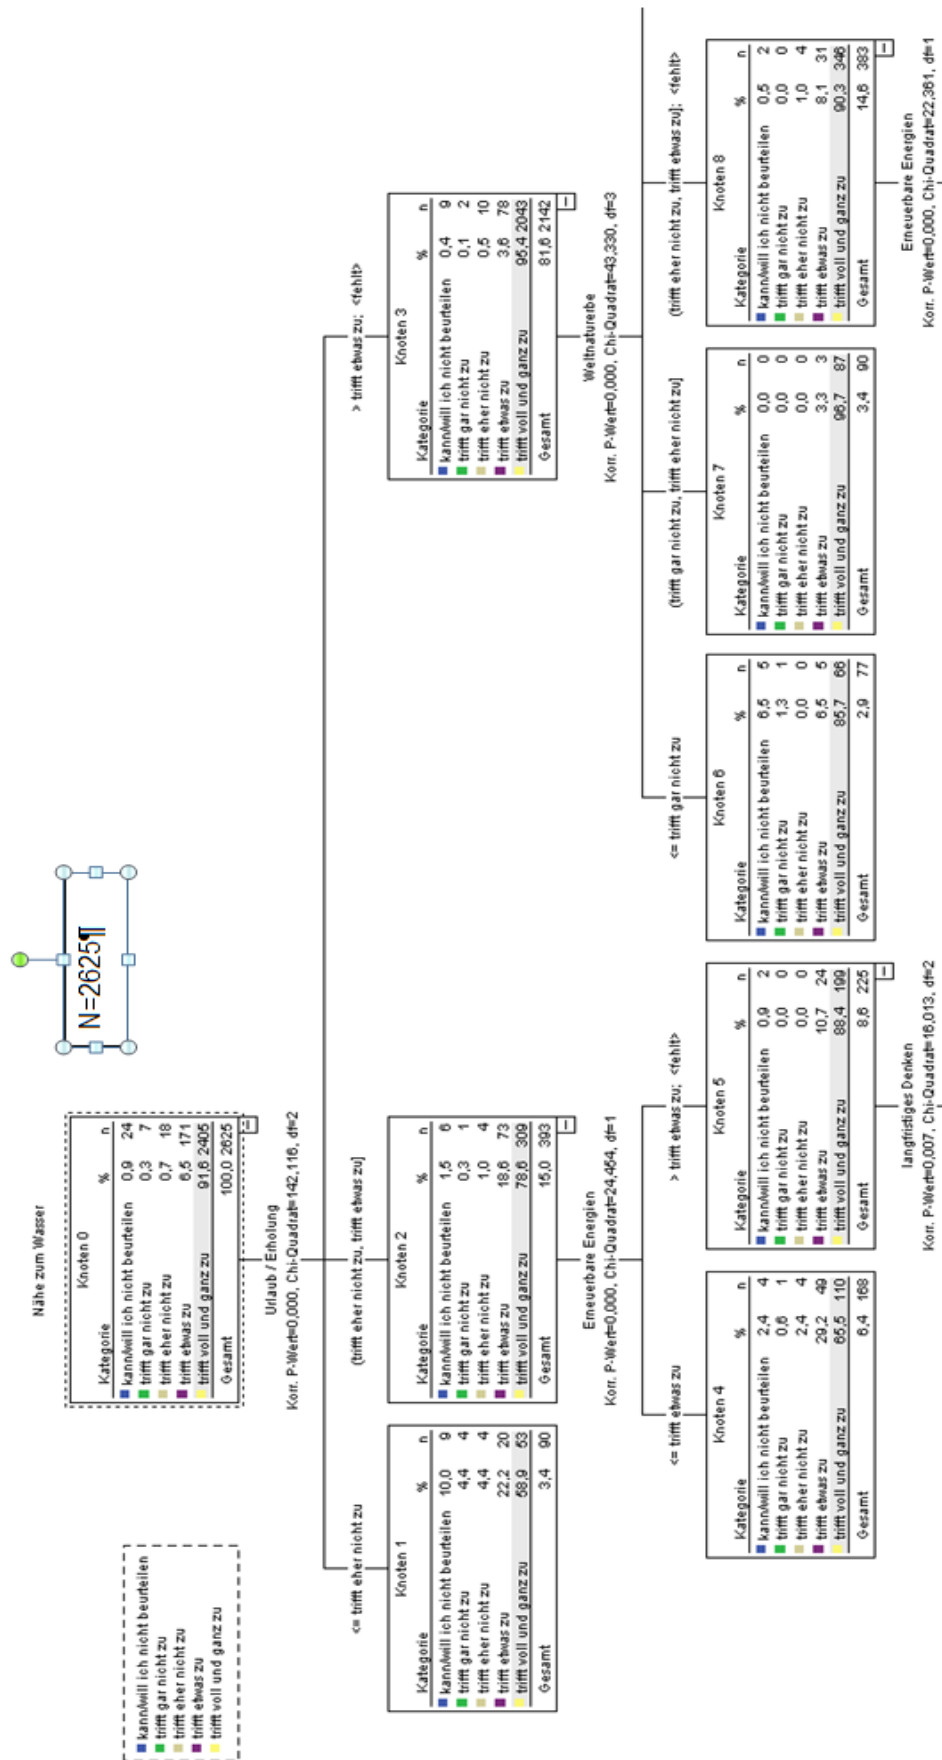 N=2625¶
Nähe zum Wasser
kann/will ich nicht beurteilen
trifft gar nicht zu
trifft eher nicht zu
trifft etwas zu
trifft voll und ganz zu
Knoten 0
Kategorie % n
kann/will ich nicht beurteilen 0,9 24
trifft gar nicht zu 0,3 7
trifft eher nicht zu 0,7 18
trifft etwas zu 6,5 171
trifft voll und ganz zu 91,6 2405
Gesamt 100,0 2625
Urlaub / Erholung
Korr. P-Wert=0,000, Chi-Quadrat=142,116, df=2
<= trifft eher nicht zu
(trifft eher nicht zu, trifft etwas zu]
> trifft etwas zu; <fehlt>
Knoten 1
Kategorie % n
kann/will ich nicht beurteilen 10,0 9
trifft gar nicht zu 4,4 4
trifft eher nicht zu 4,4 4
trifft etwas zu 22,2 20
trifft voll und ganz zu 58,9 53
Gesamt 3,4 90
Knoten 2
Kategorie % n
kann/will ich nicht beurteilen 1,5 6
trifft gar nicht zu 0,3 1
trifft eher nicht zu 1,0 4
trifft etwas zu 18,6 73
trifft voll und ganz zu 78,6 309
Gesamt 15,0 393
Knoten 3
Kategorie % n
kann/will ich nicht beurteilen 0,4 9
trifft gar nicht zu 0,1 2
trifft eher nicht zu 0,5 10
trifft etwas zu 3,6 78
trifft voll und ganz zu 95,4 2043
Gesamt 81,6 2142
Erneuerbare Energien
Korr. P-Wert=0,000, Chi-Quadrat=24,464, df=1
Weltnaturerbe
Korr. P-Wert=0,000, Chi-Quadrat=43,330, df=3
<= trifft etwas zu
> trifft etwas zu; <fehlt>
<= trifft gar nicht zu
(trifft gar nicht zu, trifft eher nicht zu]
(trifft eher nicht zu, trifft etwas zu]; <fehlt>
Knoten 4
Kategorie % n
kann/will ich nicht beurteilen 2,4 4
trifft gar nicht zu 0,6 1
trifft eher nicht zu 2,4 4
trifft etwas zu 29,2 49
trifft voll und ganz zu 65,5 110
Gesamt 6,4 168
Knoten 5
Kategorie % n
kann/will ich nicht beurteilen 0,9 2
trifft gar nicht zu 0,0 0
trifft eher nicht zu 0,0 0
trifft etwas zu 10,7 24
trifft voll und ganz zu 88,4 199
Gesamt 8,6 225
Knoten 6
Kategorie % n
kann/will ich nicht beurteilen 6,5 5
trifft gar nicht zu 1,3 1
trifft eher nicht zu 0,0 0
trifft etwas zu 6,5 5
trifft voll und ganz zu 85,7 66
Gesamt 2,9 77
Knoten 7
Kategorie % n
kann/will ich nicht beurteilen 0,0 0
trifft gar nicht zu 0,0 0
trifft eher nicht zu 0,0 0
trifft etwas zu 3,3 3
trifft voll und ganz zu 96,7 87
Gesamt 3,4 90
Knoten 8
Kategorie % n
kann/will ich nicht beurteilen 0,5 2
trifft gar nicht zu 0,0 0
trifft eher nicht zu 1,0 4
trifft etwas zu 8,1 31
trifft voll und ganz zu 90,3 346
Gesamt 14,6 383
langfristiges Denken
Korr. P-Wert=0,007, Chi-Quadrat=16,013, df=2
Erneuerbare Energien
Korr. P-Wert=0,000, Chi-Quadrat=22,361, df=1